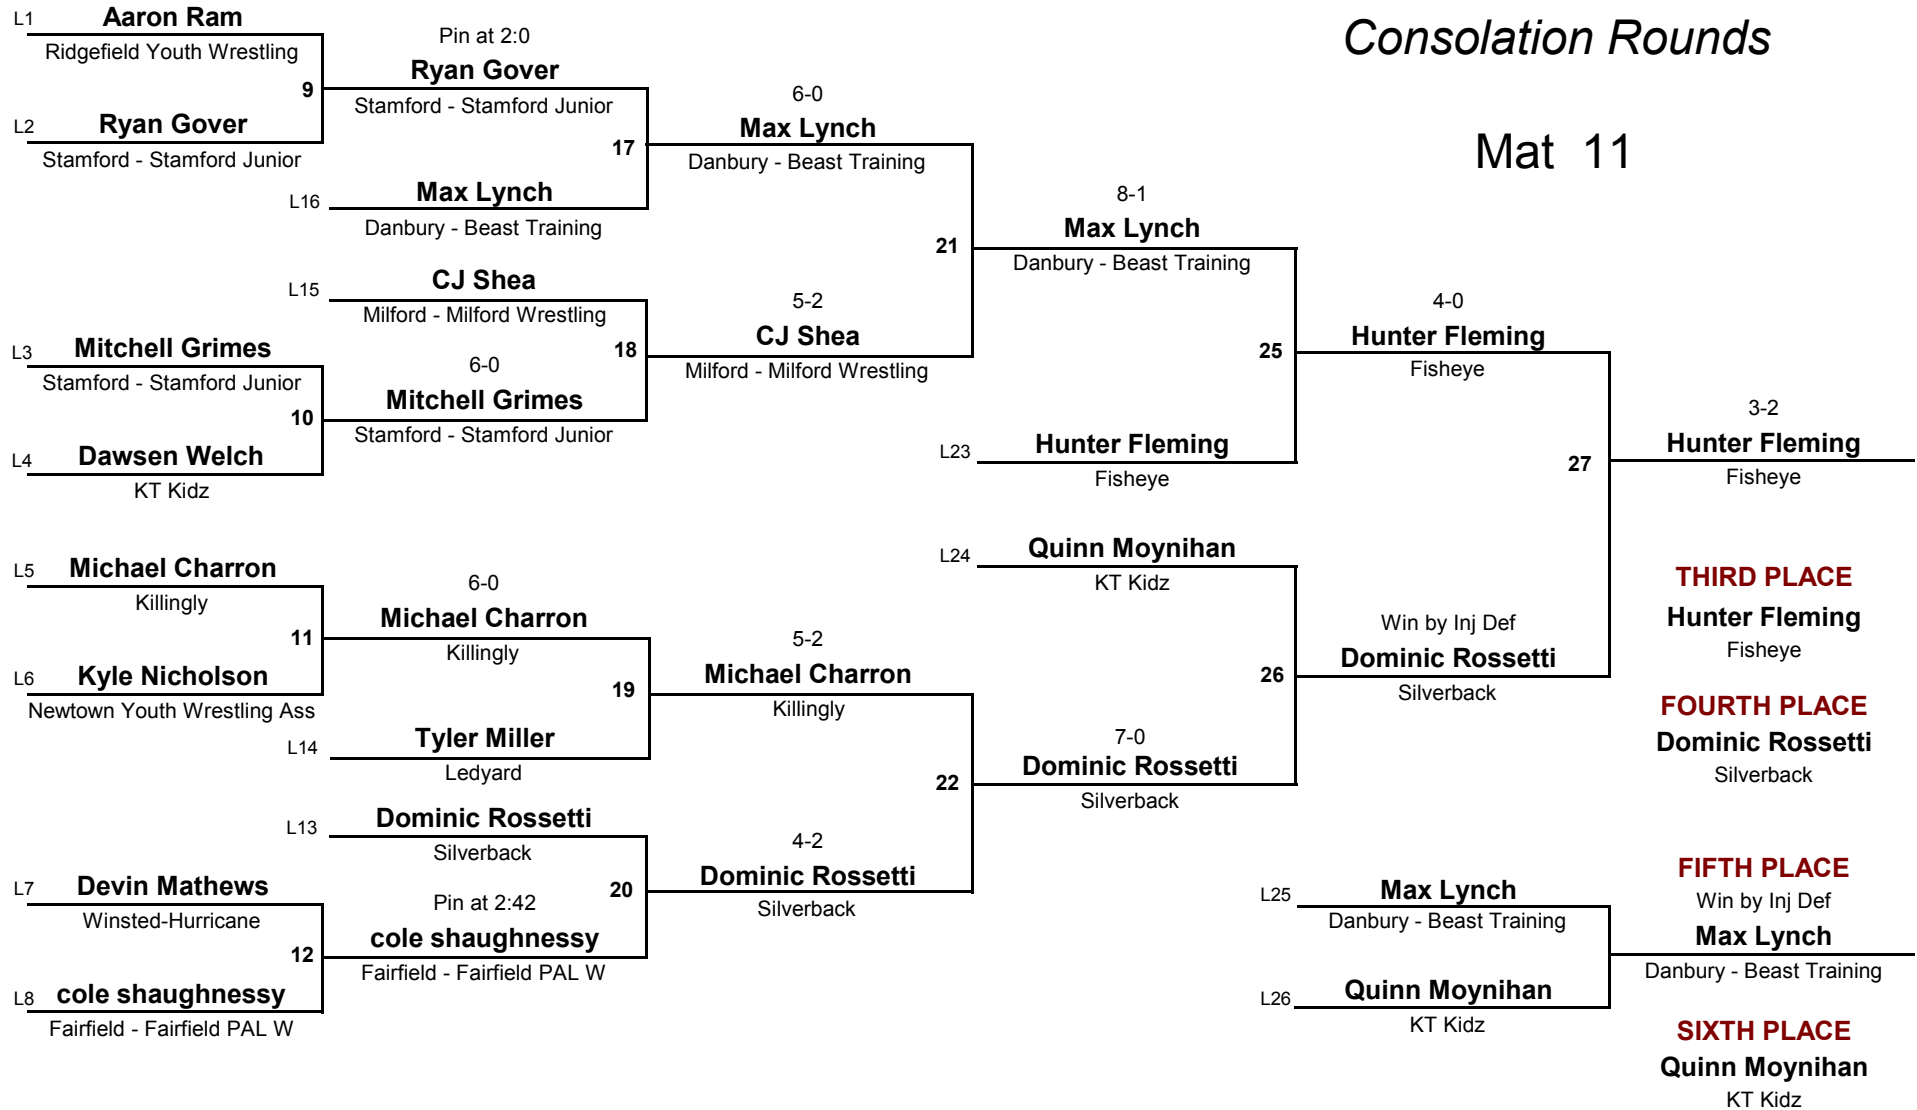 Consolation Rounds
Mat 11
L1 Aaron Ram
Ridgefield Youth Wrestling
9
L2 Ryan Gover
Stamford - Stamford Junior
Pin at 2:0
Ryan Gover
Stamford - Stamford Junior
17
L16 Max Lynch
Danbury - Beast Training
6-0
Max Lynch
Danbury - Beast Training
L15 CJ Shea
Milford - Milford Wrestling
18
L3 Mitchell Grimes
Stamford - Stamford Junior
10
L4 Dawsen Welch
KT Kidz
6-0
Mitchell Grimes
Stamford - Stamford Junior
5-2
CJ Shea
Milford - Milford Wrestling
21
8-1
Max Lynch
Danbury - Beast Training
25
L23 Hunter Fleming
Fisheye
4-0
Hunter Fleming
Fisheye
27
3-2
Hunter Fleming
Fisheye
L5 Michael Charron
Killingly
11
L6 Kyle Nicholson
Newtown Youth Wrestling Ass
6-0
Michael Charron
Killingly
19
L14 Tyler Miller
Ledyard
5-2
Michael Charron
Killingly
22
L13 Dominic Rossetti
Silverback
20
L7 Devin Mathews
Winsted-Hurricane
12
L8 cole shaughnessy
Fairfield - Fairfield PAL W
Pin at 2:42
cole shaughnessy
Fairfield - Fairfield PAL W
4-2
Dominic Rossetti
Silverback
L24 Quinn Moynihan
KT Kidz
26
7-0
Dominic Rossetti
Silverback
Win by Inj Def
Dominic Rossetti
Silverback
THIRD PLACE
Hunter Fleming
Fisheye
FOURTH PLACE
Dominic Rossetti
Silverback
L25 Max Lynch
Danbury - Beast Training
L26 Quinn Moynihan
KT Kidz
FIFTH PLACE
Win by Inj Def
Max Lynch
Danbury - Beast Training
SIXTH PLACE
Quinn Moynihan
KT Kidz